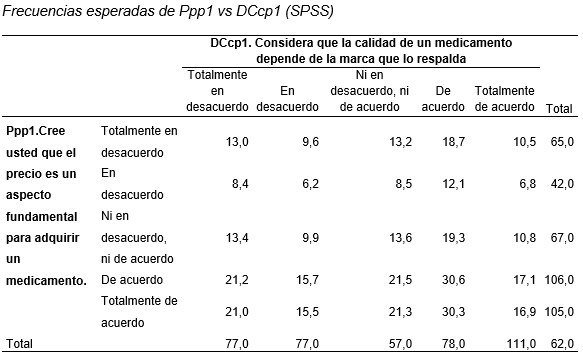 Frecuencias esperadas de Ppp1 vs DCcp1 (SPSS)
DCcp1. Considera que la calidad de un medicamento
depende de la marca que lo respalda
Totalmente en desacuerdo | En desacuerdo | Ni en desacuerdo, ni de acuerdo | De acuerdo | Totalmente de acuerdo | Total
Ppp1.Cree usted que el precio es un aspecto fundamental para adquirir un medicamento.
Totalmente en desacuerdo 13,0 9,6 13,2 18,7 10,5 65,0
En desacuerdo 8,4 6,2 8,5 12,1 6,8 42,0
Ni en desacuerdo, ni de acuerdo 13,4 9,9 13,6 19,3 10,8 67,0
De acuerdo 21,2 15,7 21,5 30,6 17,1 106,0
Totalmente de acuerdo 21,0 15,5 21,3 30,3 16,9 105,0
Total 77,0 77,0 57,0 78,0 111,0 62,0